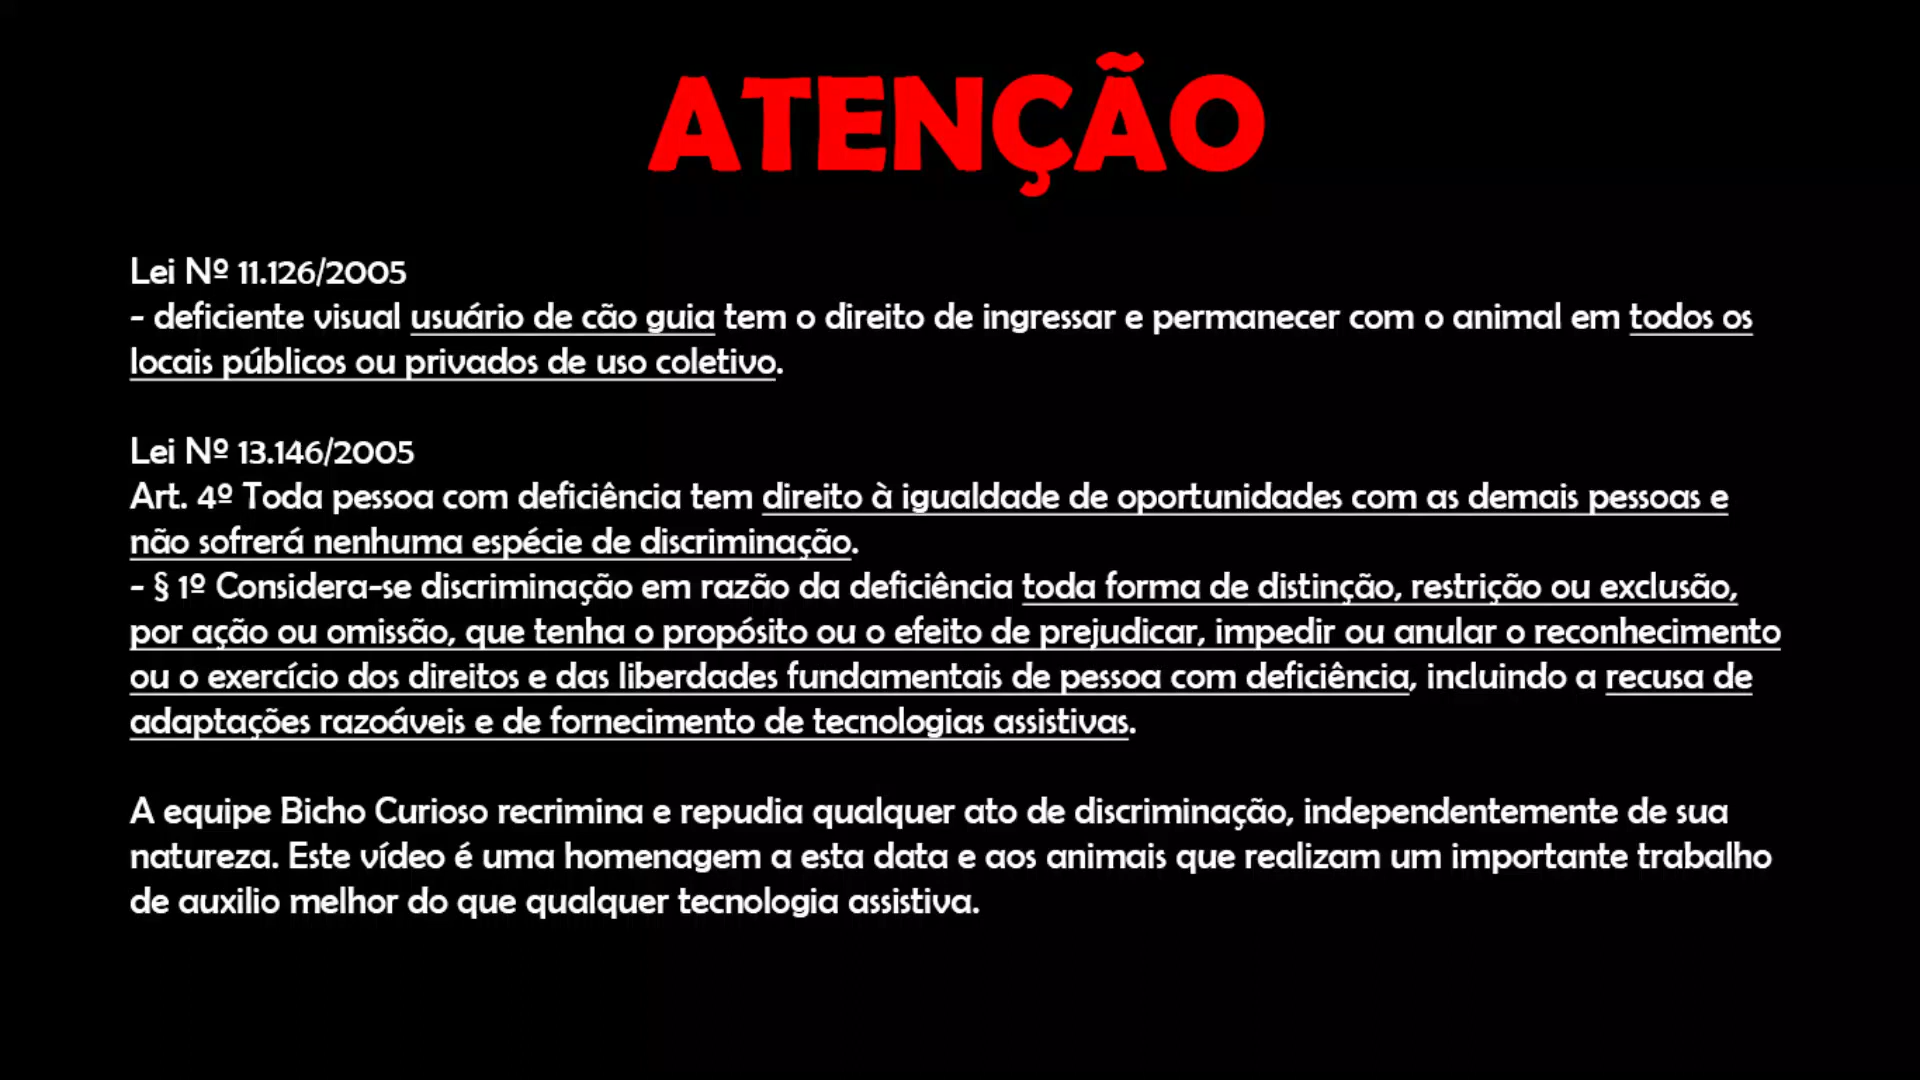 ATENÇÃO
Lei Nº 11.126/2005
- deficiente visual usuário de cão guia tem o direito de ingressar e permanecer com o animal em todos os
locais públicos ou privados de uso coletivo.
Lei Nº 13.146/2005
Art. 4º Toda pessoa com deficiência tem direito à igualdade de oportunidades com as demais pessoas e
não sofrerá nenhuma espécie de discriminação.
- § 1º Considera-se discriminação em razão da deficiência toda forma de distinção, restrição ou exclusão,
por ação ou omissão, que tenha o propósito ou o efeito de prejudicar, impedir ou anular o reconhecimento
ou o exercício dos direitos e das liberdades fundamentais de pessoa com deficiência, incluindo a recusa de
adaptações razoáveis e de fornecimento de tecnologias assistivas.
A equipe Bicho Curioso recrimina e repudia qualquer ato de discriminação, independentemente de sua
natureza. Este vídeo é uma homenagem a esta data e aos animais que realizam um importante trabalho
de auxilio melhor do que qualquer tecnologia assistiva.